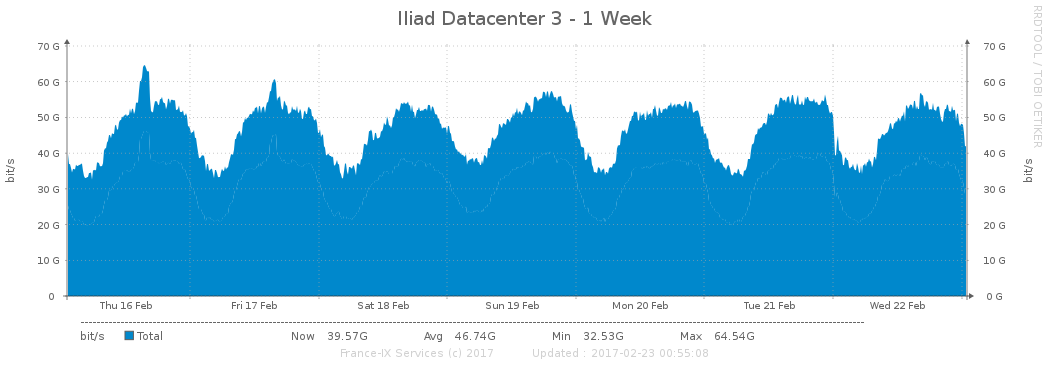 Iliad Datacenter 3 - 1 Week
RRDTOOL / TOBI OETIKER
bit/s
bit/s
70 G 70 G
60 G 60 G
50 G 50 G
40 G 40 G
30 G 30 G
20 G 20 G
10 G 10 G
0 0 G
Thu 16 Feb Fri 17 Feb Sat 18 Feb Sun 19 Feb Mon 20 Feb Tue 21 Feb Wed 22 Feb
bit/s Total Now 39.57G Avg 46.74G Min 32.53G Max 64.54G
France-IX Services (c) 2017 Updated : 2017-02-23 00:55:08